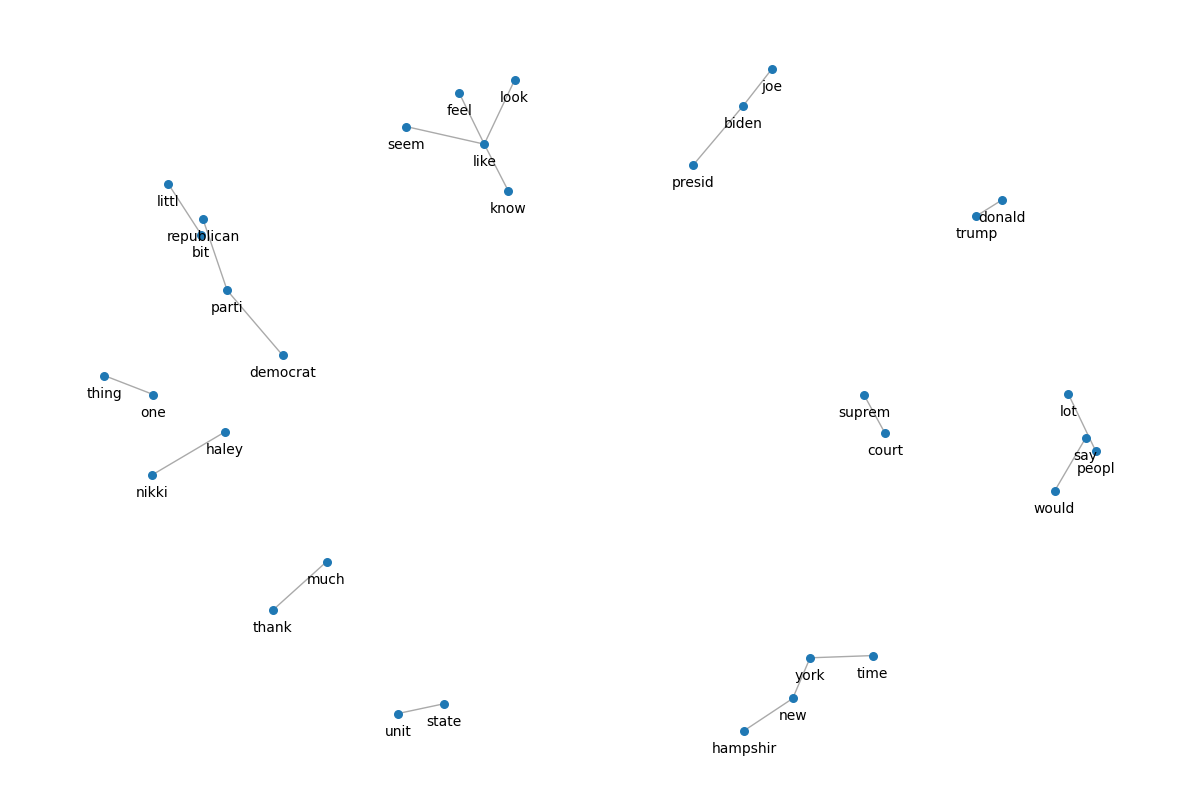 joe
look
feel
biden
seem
like
presid
littl
know
donald
trump
republican
bit
parti
democrat
thing
one
suprem
lot
haley
court
say
peopl
nikki
would
much
thank
york
time
state
new
unit
hampshir